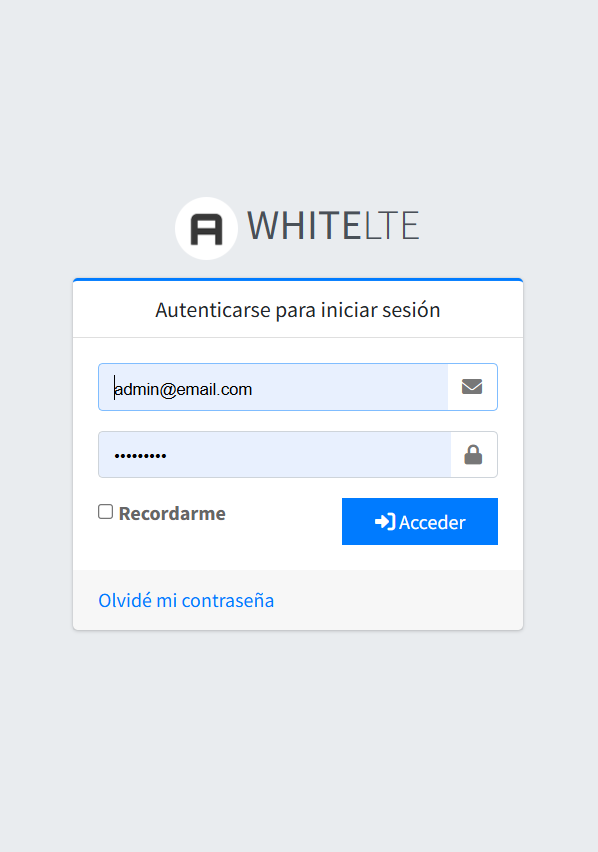 WHITELTE
Autenticarse para iniciar sesión
admin@email.com
•••••••••
Recordarme
Acceder
Olvidé mi contraseña